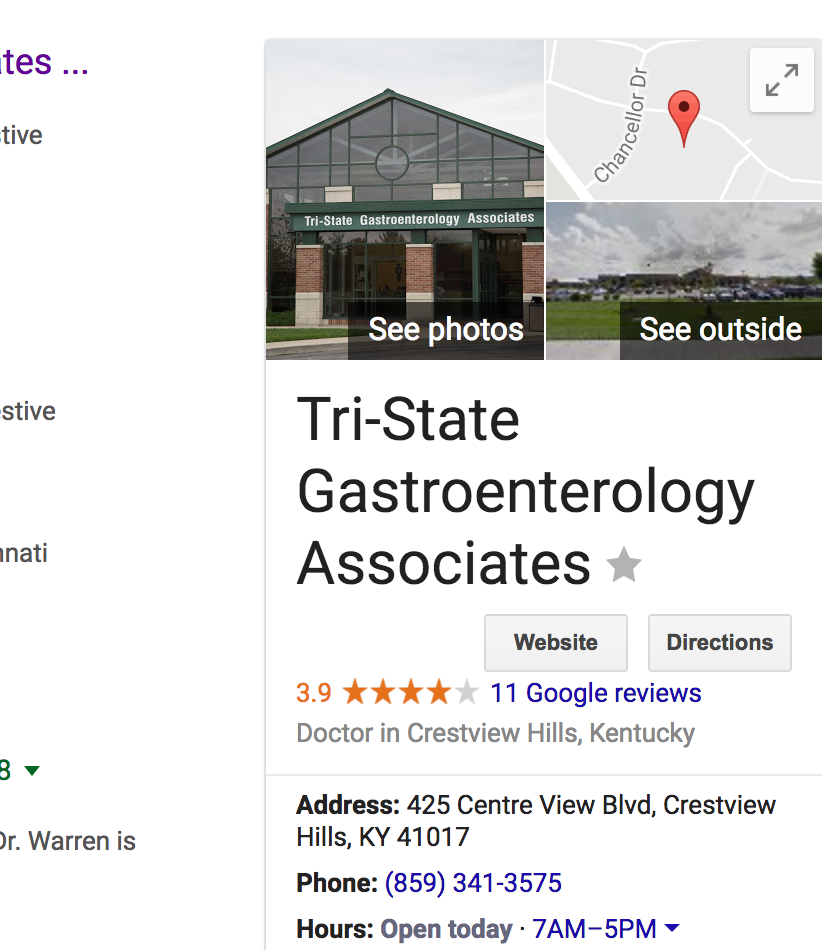 ates ...
stive
estive
nnati
8
Dr. Warren is
Chancellor Dr
Tri-State Gastroenterology Associates
See photos
See outside
Tri-State
Gastroenterology
Associates
Website
Directions
3.9
11 Google reviews
Doctor in Crestview Hills, Kentucky
Address: 425 Centre View Blvd, Crestview
Hills, KY 41017
Phone: (859) 341-3575
Hours: Open today · 7AM–5PM